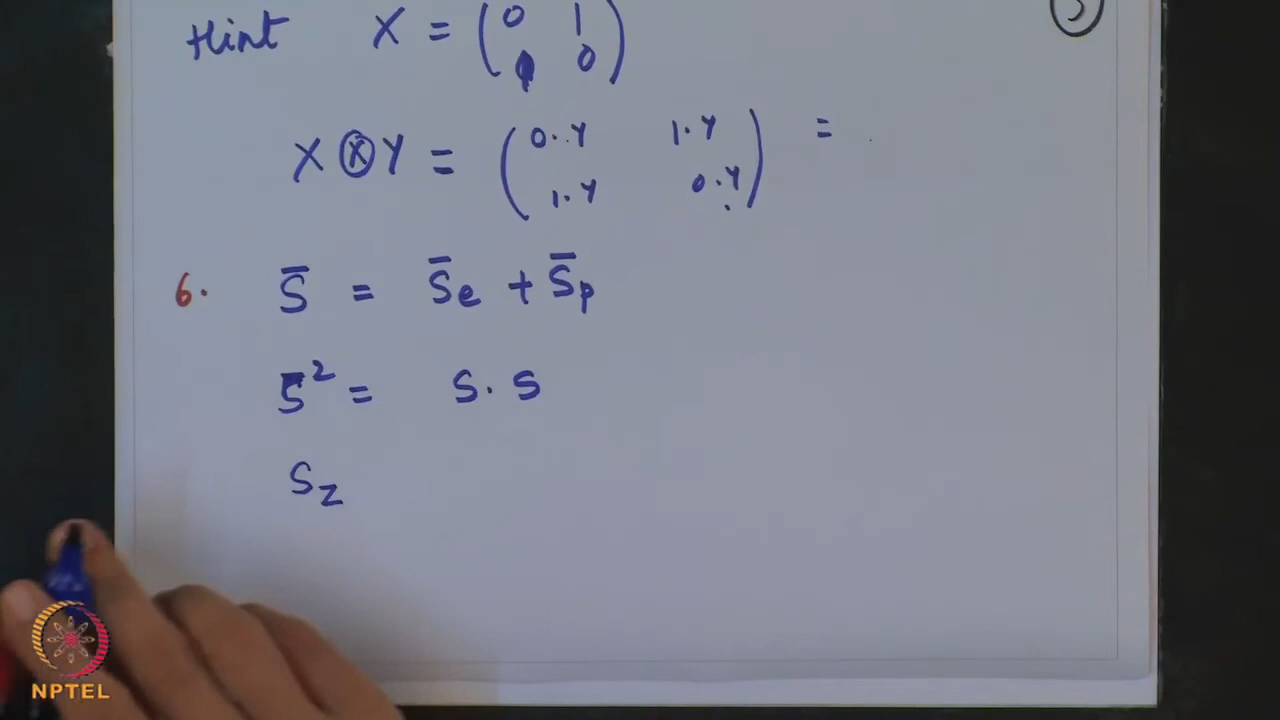 Hint X = (0 1
1 0)
X ⊗ Y = (0.Y 1.Y
1.Y 0.Y) =
6. S̄ = S̄e + S̄p
S̄² = S . S
Sz
NPTEL